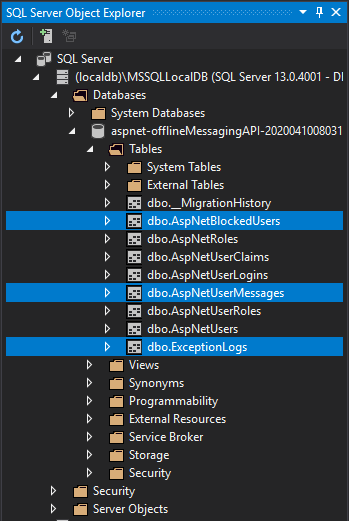 SQL Server Object Explorer
SQL Server
(localdb)\MSSQLLocalDB (SQL Server 13.0.4001 - DI
Databases
System Databases
aspnet-offlineMessagingAPI-2020041008031
Tables
System Tables
External Tables
dbo.__MigrationHistory
dbo.AspNetBlockedUsers
dbo.AspNetRoles
dbo.AspNetUserClaims
dbo.AspNetUserLogins
dbo.AspNetUserMessages
dbo.AspNetUserRoles
dbo.AspNetUsers
dbo.ExceptionLogs
Views
Synonyms
Programmability
External Resources
Service Broker
Storage
Security
Security
Server Objects